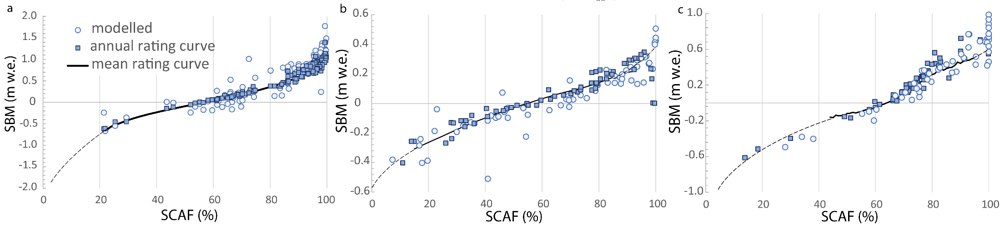 a
2.0
1.5
1.0
0.5
0
-0.5
-1.0
-1.5
-2.0
SBM (m w.e.)
modelled
annual rating curve
mean rating curve
0 20 40 60 80 100
SCAF (%)
b
0.6
0.4
0.2
0
-0.2
-0.4
-0.6
SBM (m w.e.)
0 20 40 60 80 100
SCAF (%)
c
1.0
0.6
0.2
-0.2
-0.6
-1.0
SBM (m w.e.)
0 20 40 60 80 100
SCAF (%)